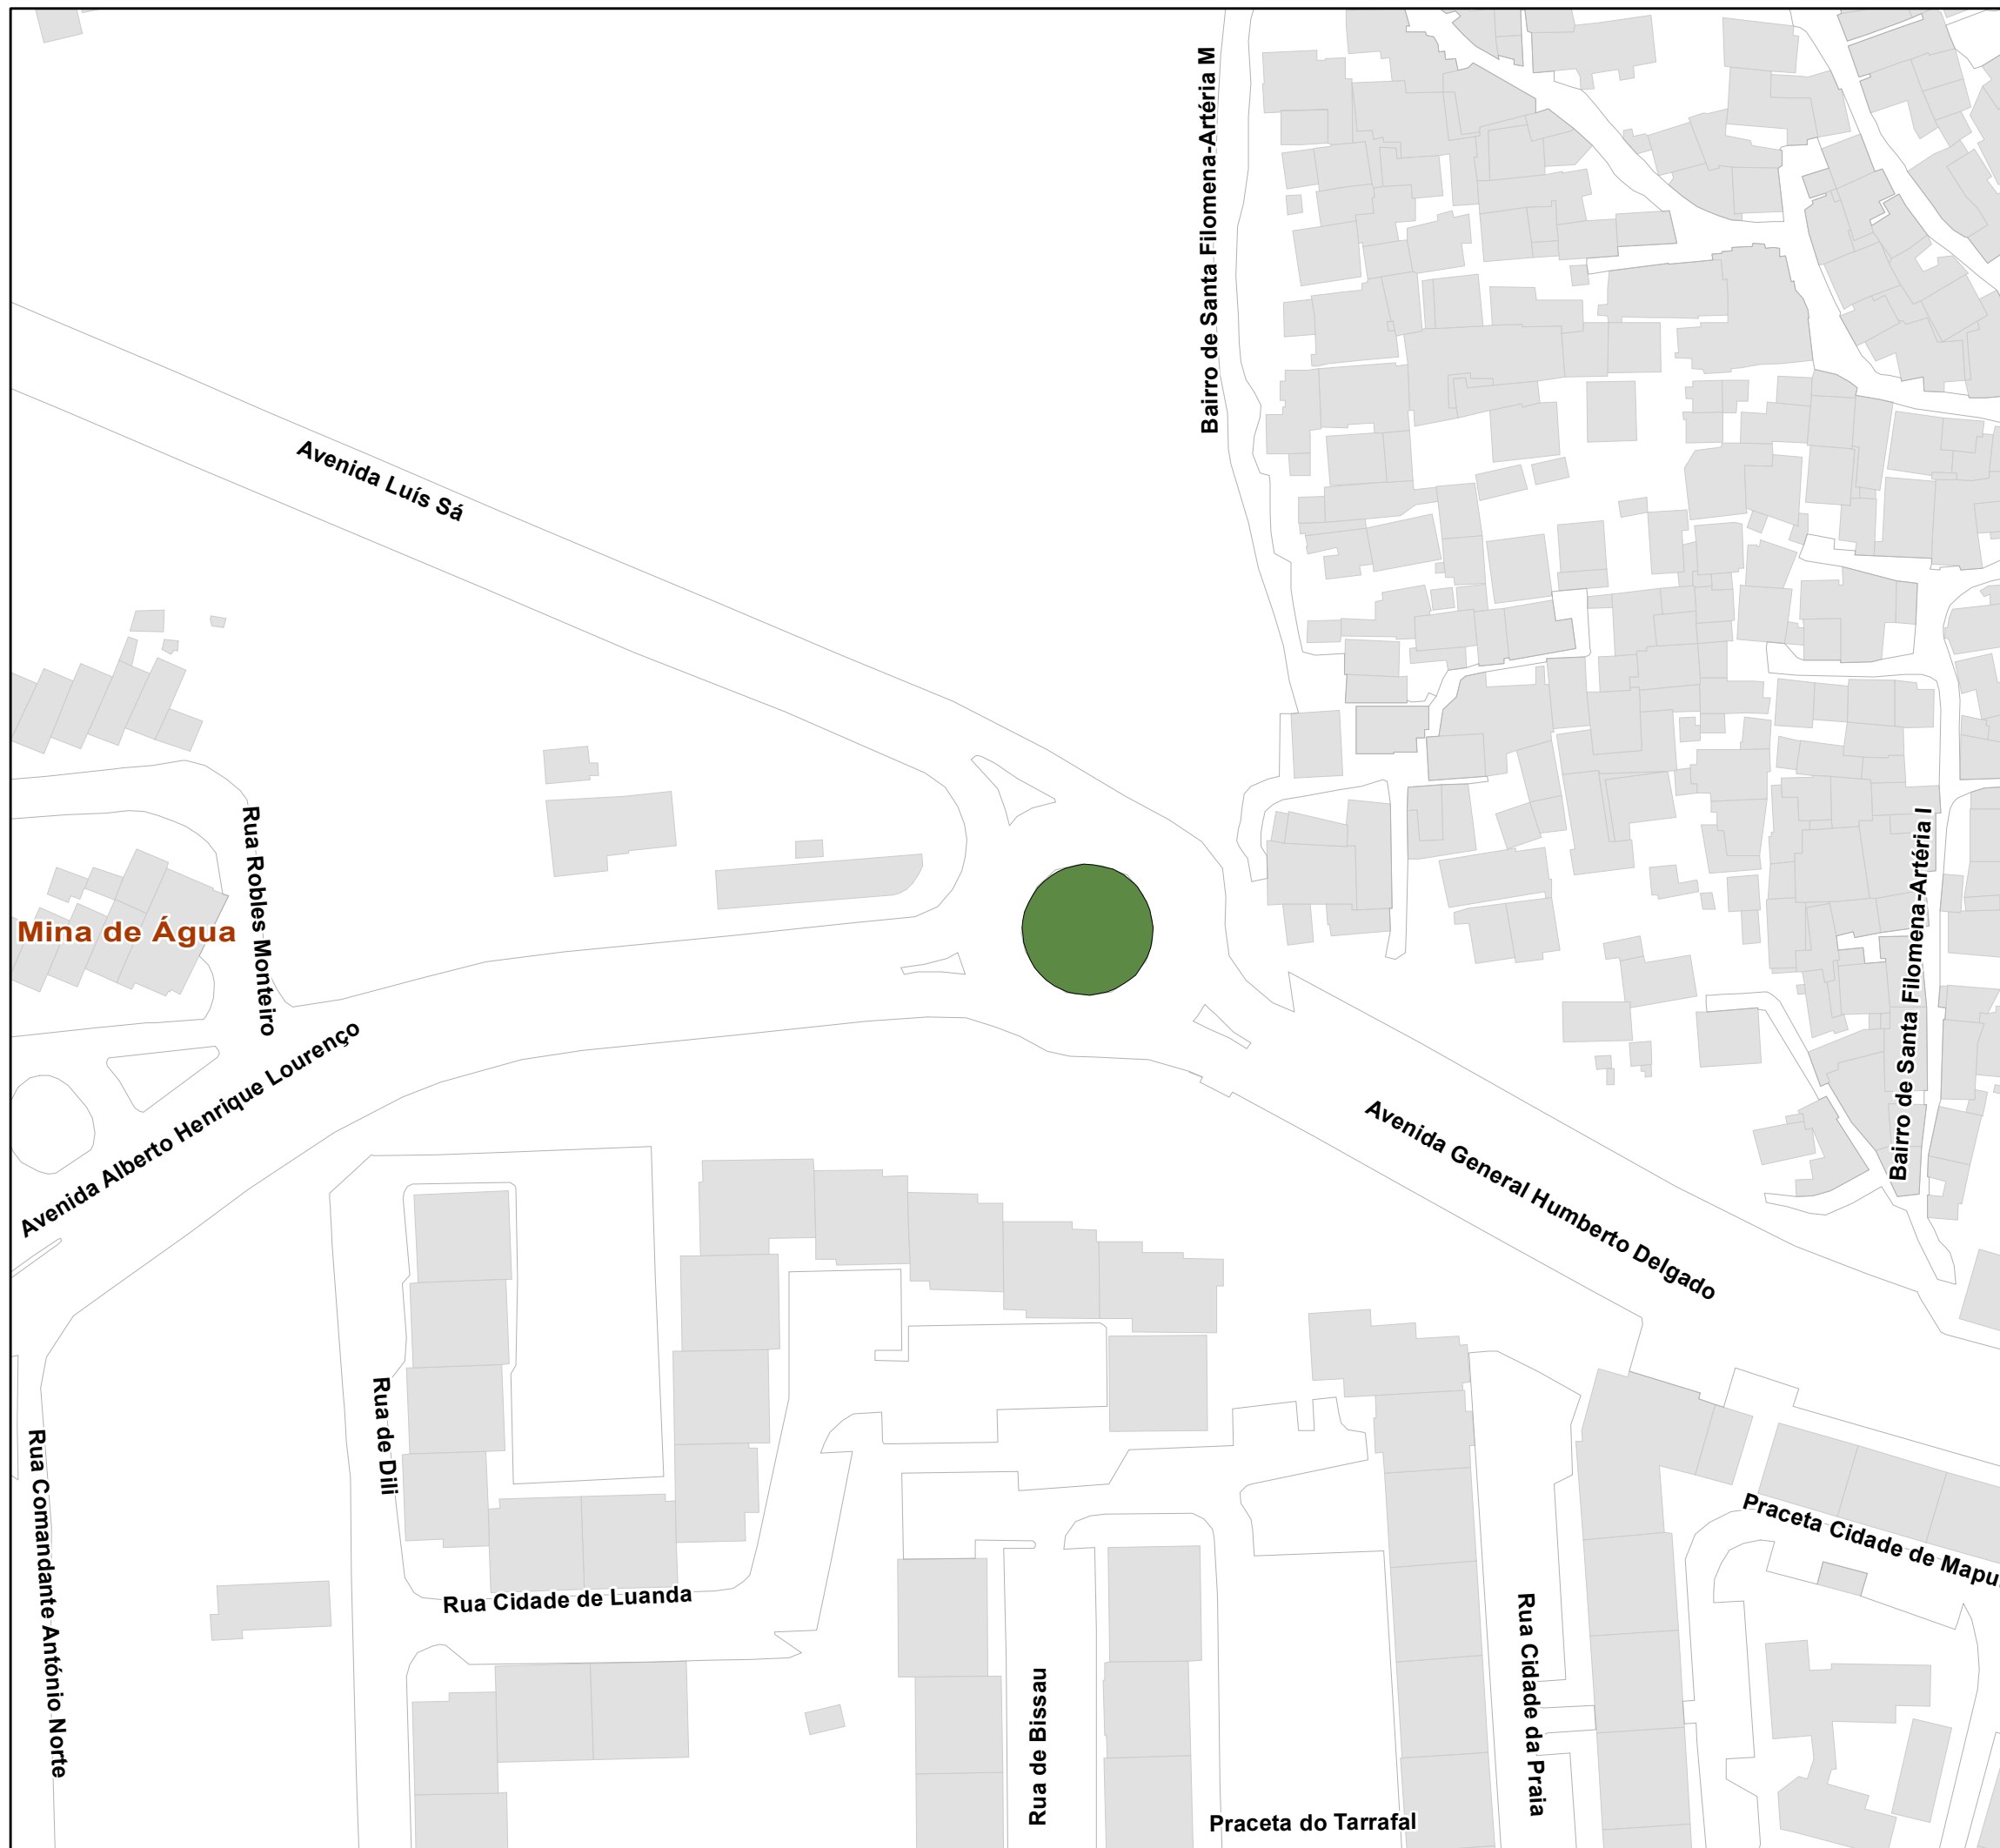 Bairro de Santa Filomena-Artéria M
Avenida Luís Sá
Rua Robles Monteiro
Mina de Água
Bairro de Santa Filomena-Artéria I
Avenida Alberto Henrique Lourenço
Avenida General Humberto Delgado
Rua de Dili
Rua Comandante António Norte
Praceta Cidade de Mapu
Rua Cidade de Luanda
Rua Cidade da Praia
Rua de Bissau
Praceta do Tarrafal